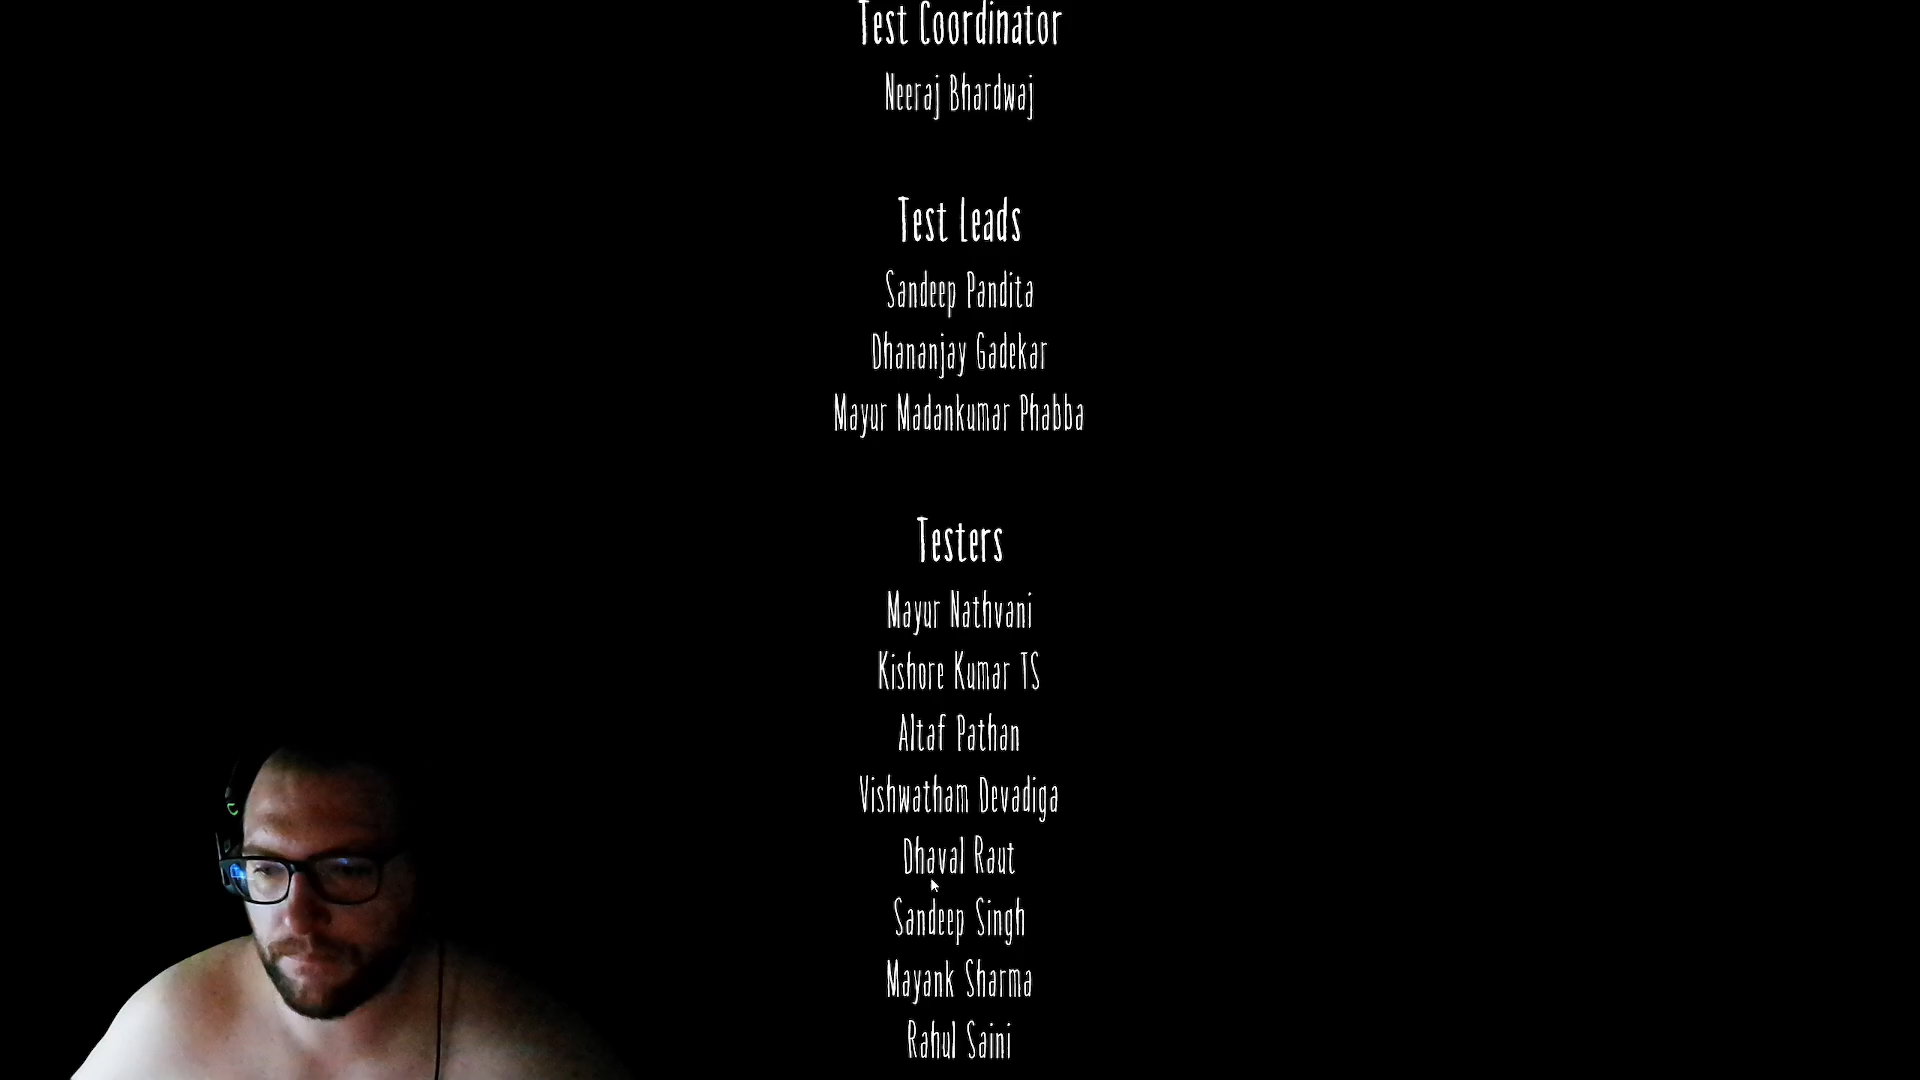 Test Coordinator
Neeraj Bhardwaj
Test Leads
Sandeep Pandita
Dhananjay Gadekar
Mayur Madankumar Phabba
Testers
Mayur Nathvani
Kishore Kumar TS
Altaf Pathan
Vishwatham Devadiga
Dhaval Raut
Sandeep Singh
Mayank Sharma
Rahul Saini